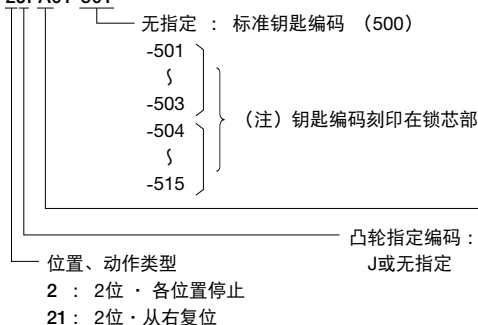 无指定 : 标准钥匙编码 (500)
-501
∫
-503
(注) 钥匙编码刻印在锁芯部
-504
∫
-515
凸轮指定编码 :
J或无指定
位置、动作类型
2 : 2位 · 各位置停止
21 : 2位 · 从右复位